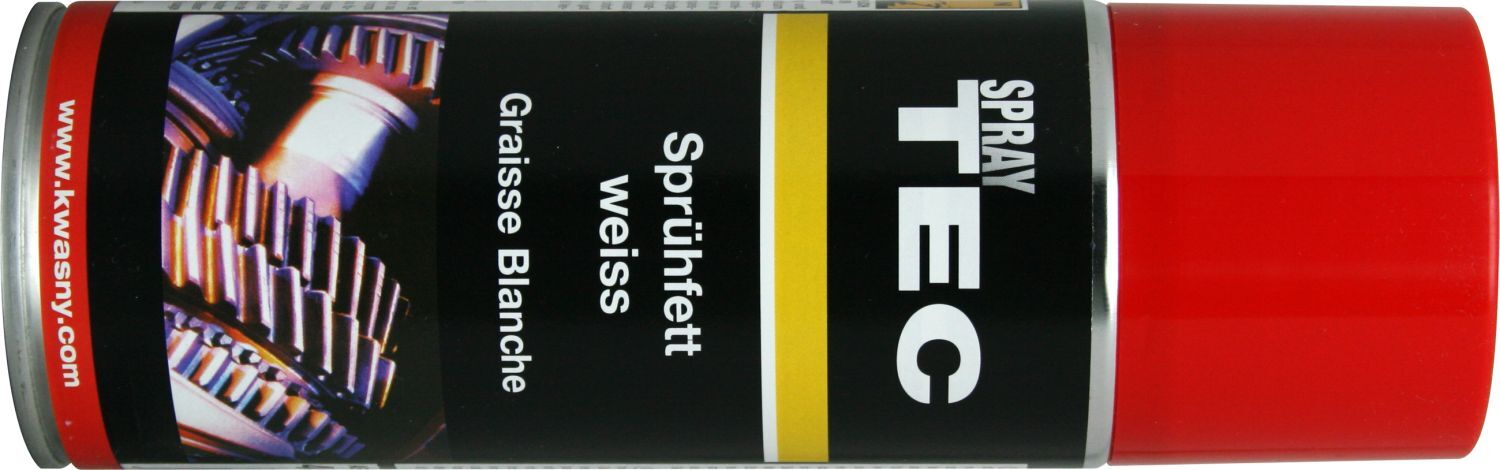 SPRAY
TEC
Sprühfett
weiss
Graisse Blanche
www.kwasny.com